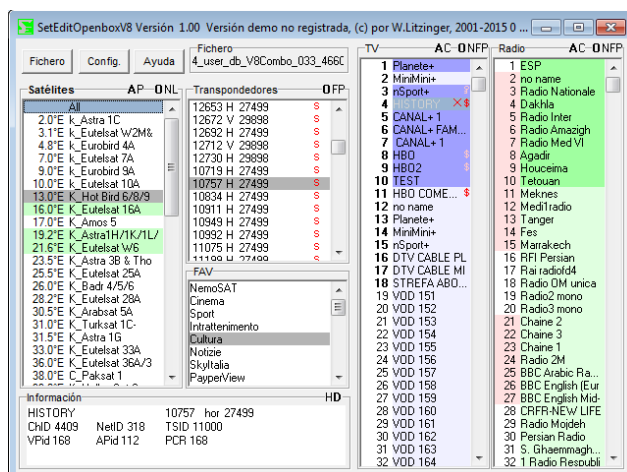 SetEditOpenboxV8 Versión 1.00 Versión demo no registrada, (c) por W.Litzinger, 2001-2015 0 ...
Fichero Config. Ayuda
Fichero
4_user_db_V8Combo_033_466
Satélites AP ONL
All
2.0°E k_Astra 1C
3.1°E k_Eutelsat W2M&
4.8°E k_Eurobird 4A
7.0°E k_Eutelsat 7A
9.0°E k_Eurobird 9A
10.0°E k_Eutelsat 10A
13.0°E K_Hot Bird 6/8/9
16.0°E K_Eutelsat 16A
17.0°E K_Amos 5
19.2°E K_Astra1H/1K/1L/
21.6°E K_Eutelsat W6
23.5°E K_Astra 3B & Tho
25.5°E K_Eutelsat 25A
26.0°E K_Badr 4/5/6
28.2°E K_Eutelsat 28A
30.5°E K_Arabsat 5A
31.0°E K_Turksat 1C-
31.5°E K_Astra 1G
33.0°E K_Eutelsat 33A
36.0°E K_Eutelsat 36A/3
38.0°E C_Paksat 1
Transpondedores OFP
12653 H 27499 S
12672 V 29898 S
12692 H 27499 S
12712 V 29898 S
12730 H 29898 S
10719 H 27499 S
10757 H 27499 S
10834 H 27499 S
10911 H 27499 S
10949 H 27499 S
10992 H 27499 S
11075 H 27499 S
11199 H 27499 S
FAV
NemoSAT
Cinema
Sport
Intrattenimento
Cultura
Notizie
SkyItalia
PayperView
TV AC-ONFP
1 Planete+
2 MiniMini+
3 nSport+ $
4 HISTORY ×$
5 CANAL+ 1
6 CANAL+ FAM...
7 CANAL+ 1
8 HBO $
9 HBO2 $
10 TEST
11 HBO COME... $
12 no name
13 Planete+
14 MiniMini+
15 nSport+
16 DTV CABLE PL
17 DTV CABLE MI
18 STREFA ABO...
19 VOD 151
20 VOD 152
21 VOD 153
22 VOD 154
23 VOD 155
24 VOD 156
25 VOD 157
26 VOD 158
27 VOD 159
28 VOD 160
29 VOD 161
30 VOD 162
31 VOD 163
32 VOD 164
Radio AC-ONFP
1 ESP
2 no name
3 Radio Nationale
4 Dakhla
5 Radio Inter
6 Radio Amazigh
7 Radio Med VI
8 Agadir
9 Houceima
10 Tetouan
11 Meknes
12 Medi1radio
13 Tanger
14 Fes
15 Marrakech
16 RFI Persian
17 Rai radiofd4
18 Radio OM unica
19 Radio2 mono
20 Radio3 mono
21 Chaine 2
22 Chaine 3
23 Chaine 1
24 Radio 2M
25 BBC Arabic Ra...
26 BBC English (Eur
27 BBC English Mid-
28 CRFR-NEW LIFE
29 Radio Mojdeh
30 Persian Radio
31 S. Ghaemmagh...
32 1 Radio Respubli
Información HD
HISTORY 10757 hor 27499
ChID 4409 NetID 318 TSID 11000
VPid 168 APid 112 PCR 168